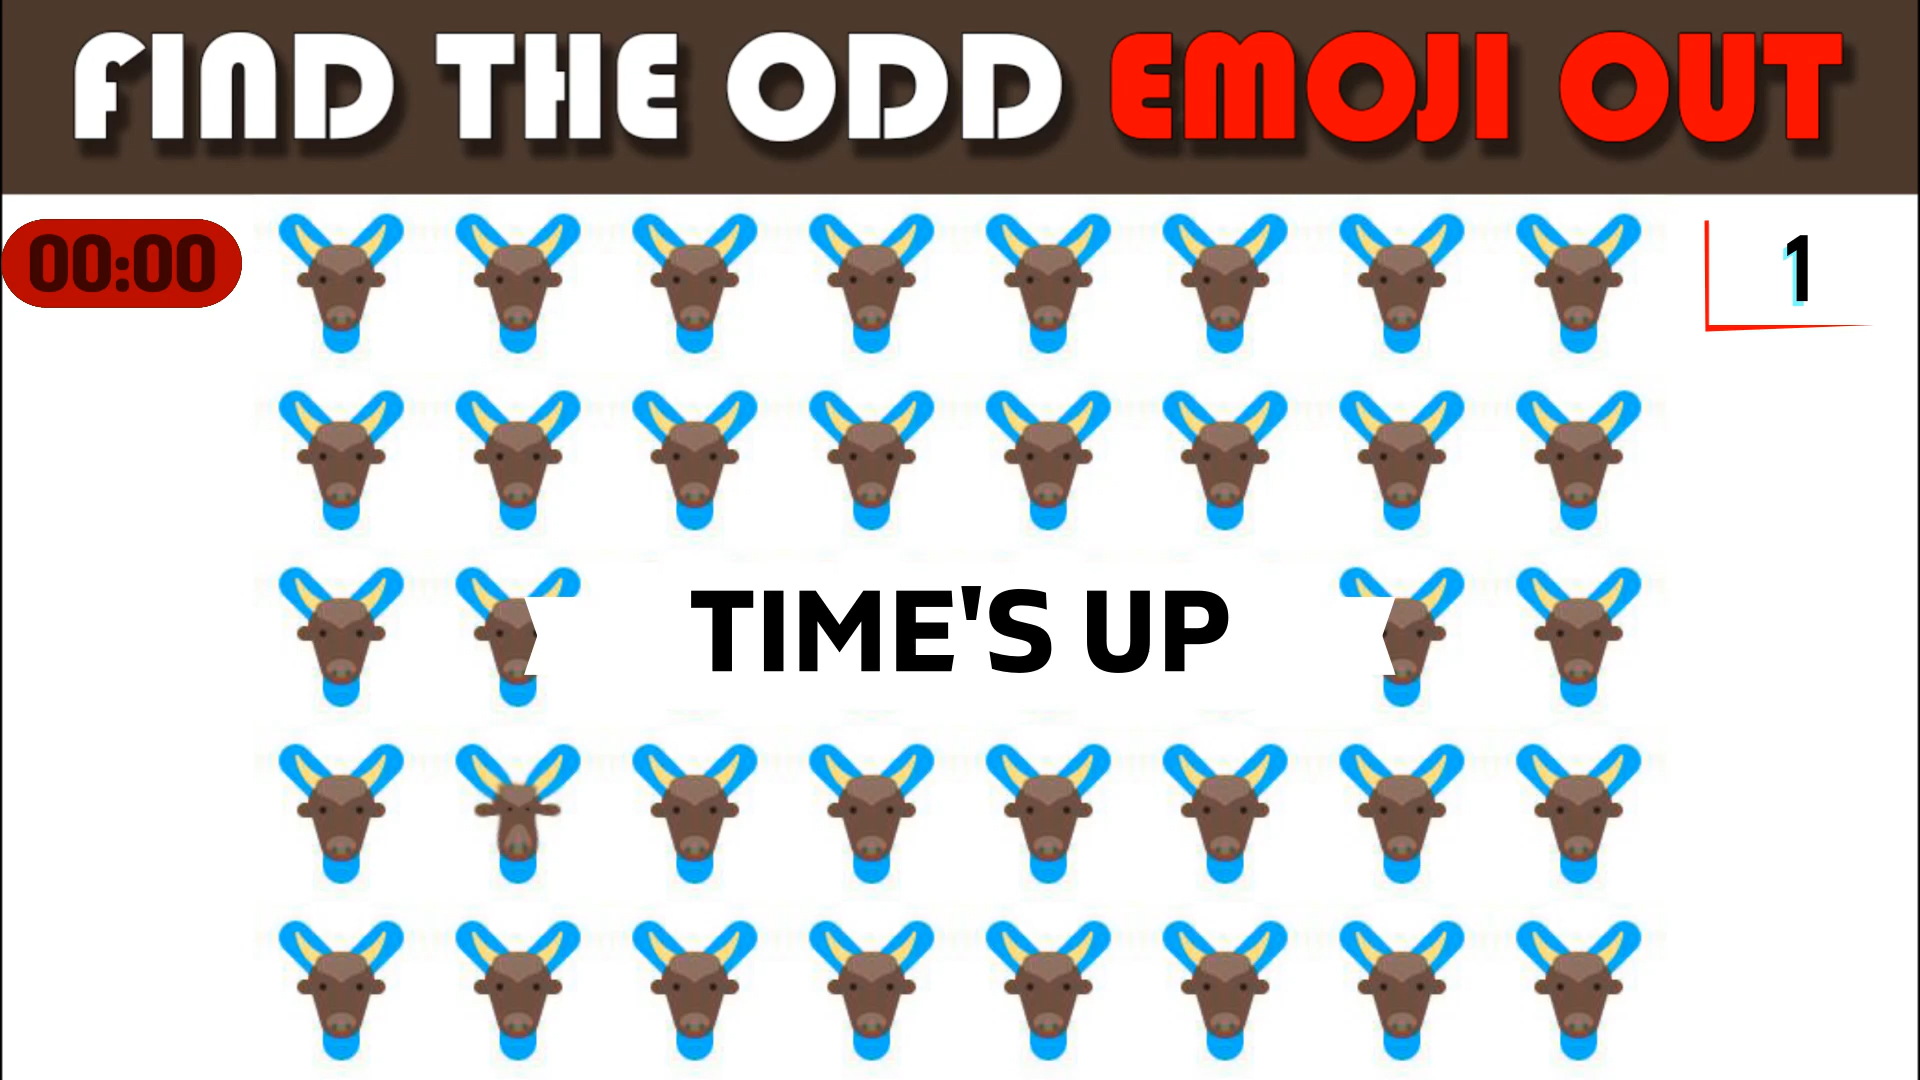 FIND THE ODD EMOJI OUT
00:00
1
TIME'S UP